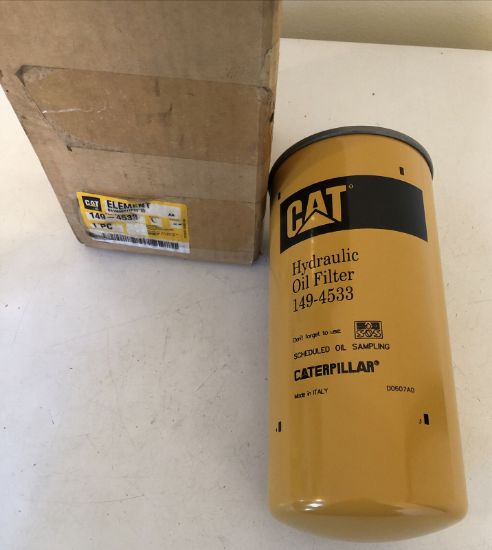 CAT
ELEMENT
149-4533
1 PC
CAT
Hydraulic
Oil Filter
149-4533
Don't forget to use
SCHEDULED OIL SAMPLING
CATERPILLAR®
Made in ITALY